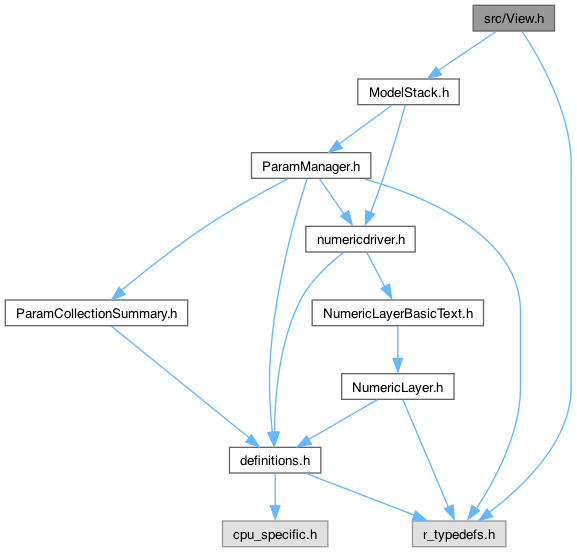 src/View.h
ModelStack.h
ParamManager.h
numericdriver.h
ParamCollectionSummary.h
NumericLayerBasicText.h
NumericLayer.h
definitions.h
cpu_specific.h
r_typedefs.h